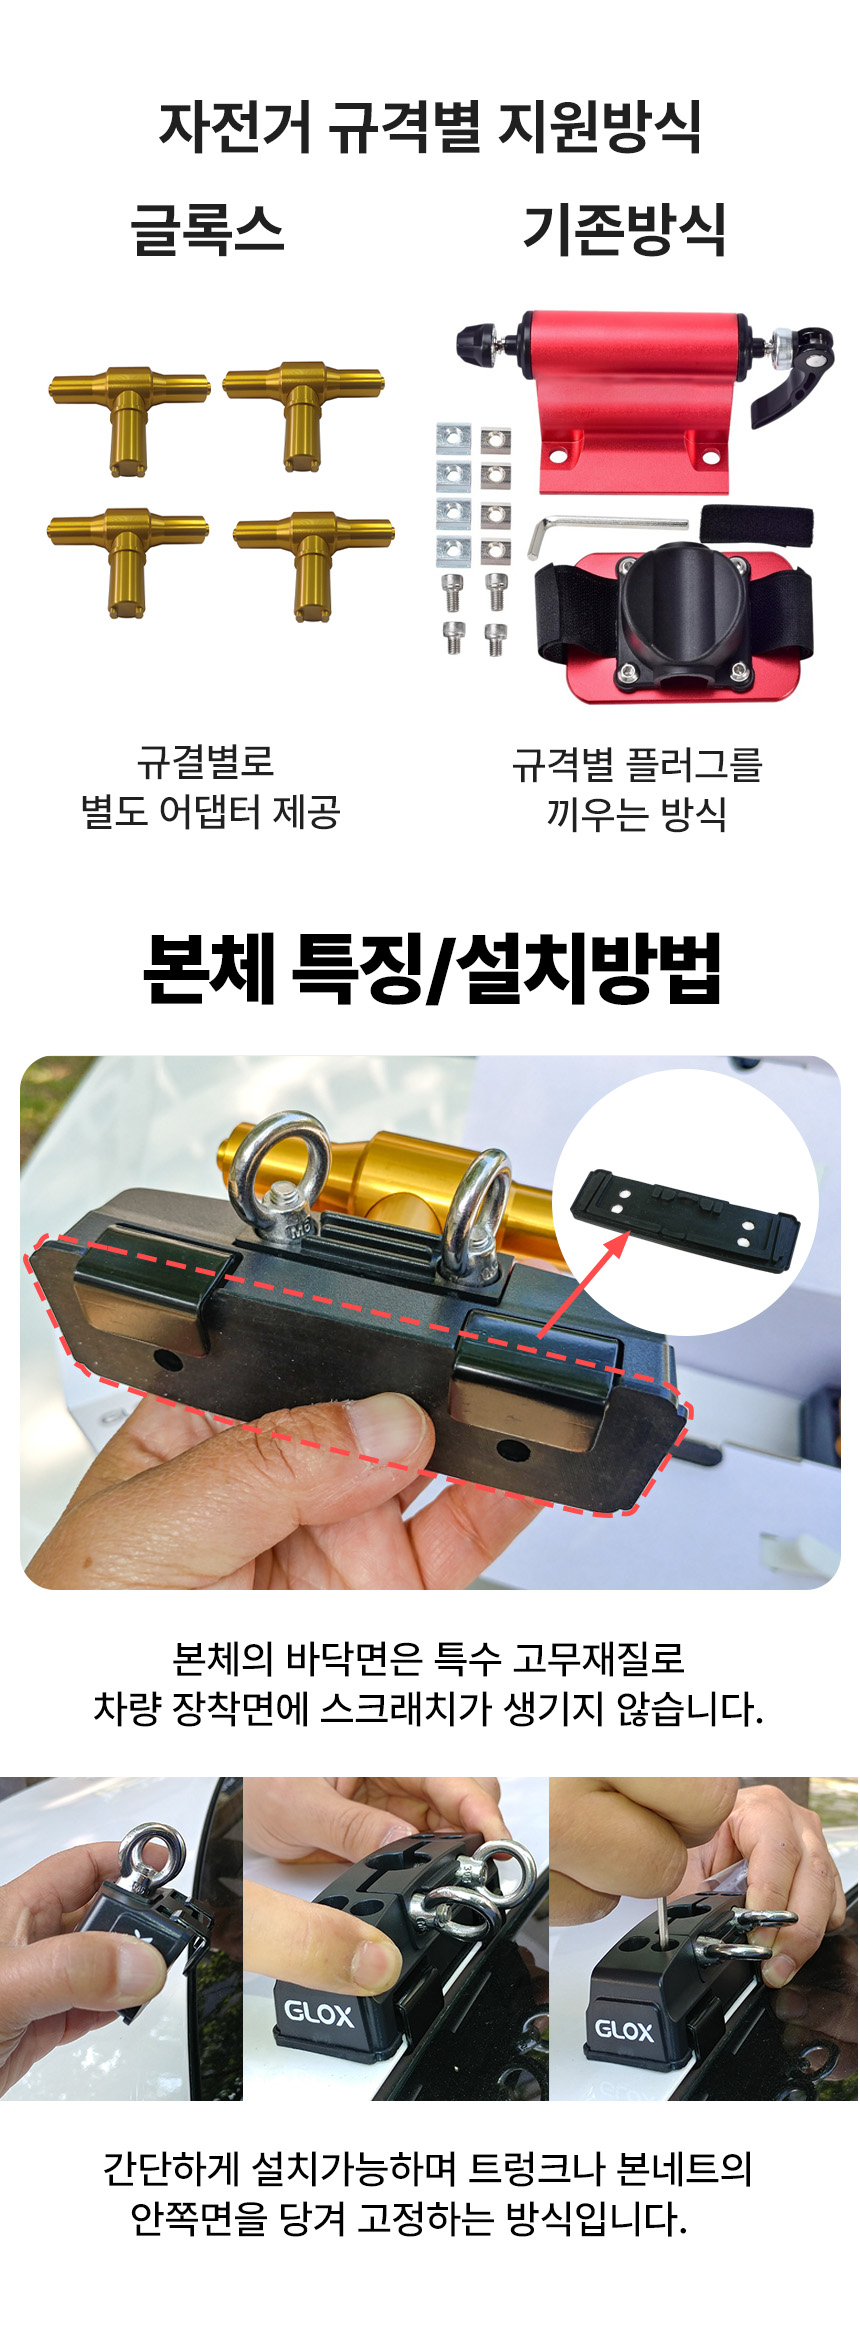 자전거 규격별 지원방식
글록스
기존방식
규결별로
별도 어댑터 제공
규격별 플러그를
끼우는 방식
본체 특징/설치방법
M6
본체의 바닥면은 특수 고무재질로
차량 장착면에 스크래치가 생기지 않습니다.
GLOX
GLOX
간단하게 설치가능하며 트렁크나 본네트의
안쪽면을 당겨 고정하는 방식입니다.